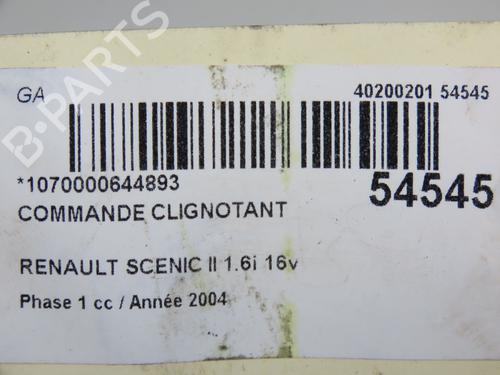 GA
40200201 54545
*1070000644893
54545
COMMANDE CLIGNOTANT
RENAULT SCENIC II 1.6i 16v
Phase 1 cc / Année 2004
B-PARTS